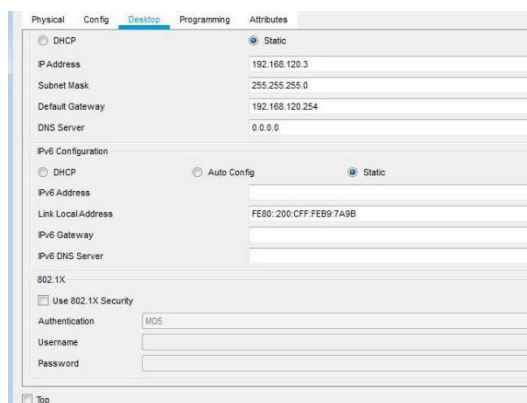 Physical Config Desktop Programming Attributes
DHCP Static
IP Address 192.168.120.3
Subnet Mask 255.255.255.0
Default Gateway 192.168.120.254
DNS Server 0.0.0.0
IPv6 Configuration
DHCP Auto Config Static
IPv6 Address
Link Local Address FE80::200:CFF:FEB9:7A9B
IPv6 Gateway
IPv6 DNS Server
802.1X
Use 802.1X Security
Authentication MD5
Username
Password
Top